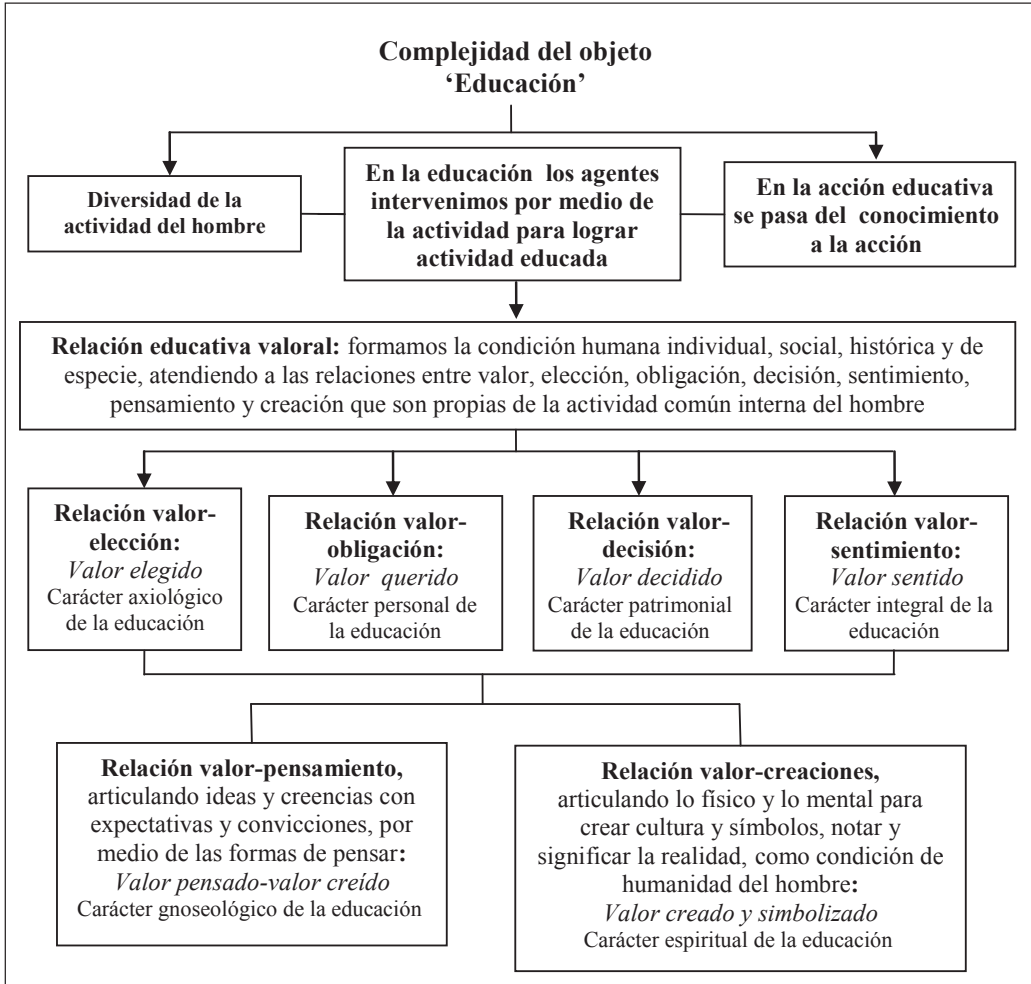 Complejidad del objeto
‘Educación’
Diversidad de la
actividad del hombre
En la educación los agentes
intervenimos por medio de
la actividad para lograr
actividad educada
En la acción educativa
se pasa del conocimiento
a la acción
Relación educativa valoral: formamos la condición humana individual, social, histórica y de
especie, atendiendo a las relaciones entre valor, elección, obligación, decisión, sentimiento,
pensamiento y creación que son propias de la actividad común interna del hombre
Relación valor-
elección:
Valor elegido
Carácter axiológico
de la educación
Relación valor-
obligación:
Valor querido
Carácter personal de
la educación
Relación valor-
decisión:
Valor decidido
Carácter patrimonial
de la educación
Relación valor-
sentimiento:
Valor sentido
Carácter integral de la
educación
Relación valor-pensamiento,
articulando ideas y creencias con
expectativas y convicciones, por
medio de las formas de pensar:
Valor pensado-valor creído
Carácter gnoseológico de la educación
Relación valor-creaciones,
articulando lo físico y lo mental para
crear cultura y símbolos, notar y
significar la realidad, como condición de
humanidad del hombre:
Valor creado y simbolizado
Carácter espiritual de la educación